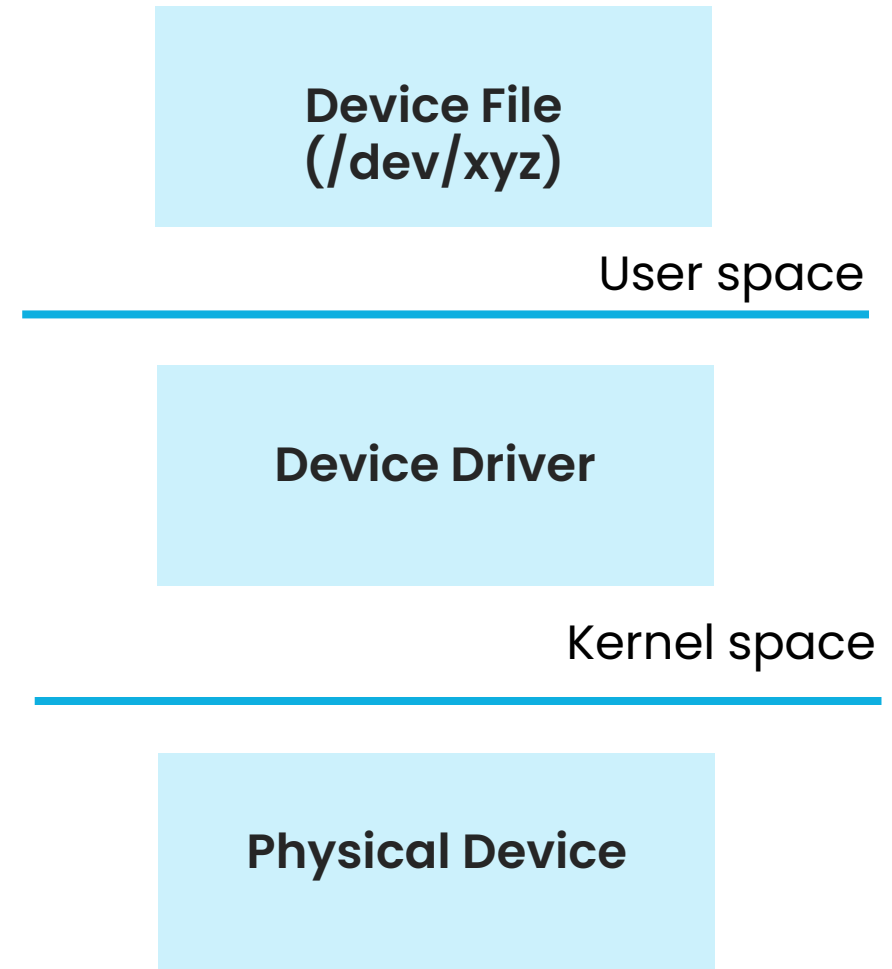 Device File
(/dev/xyz)
User space
Device Driver
Kernel space
Physical Device